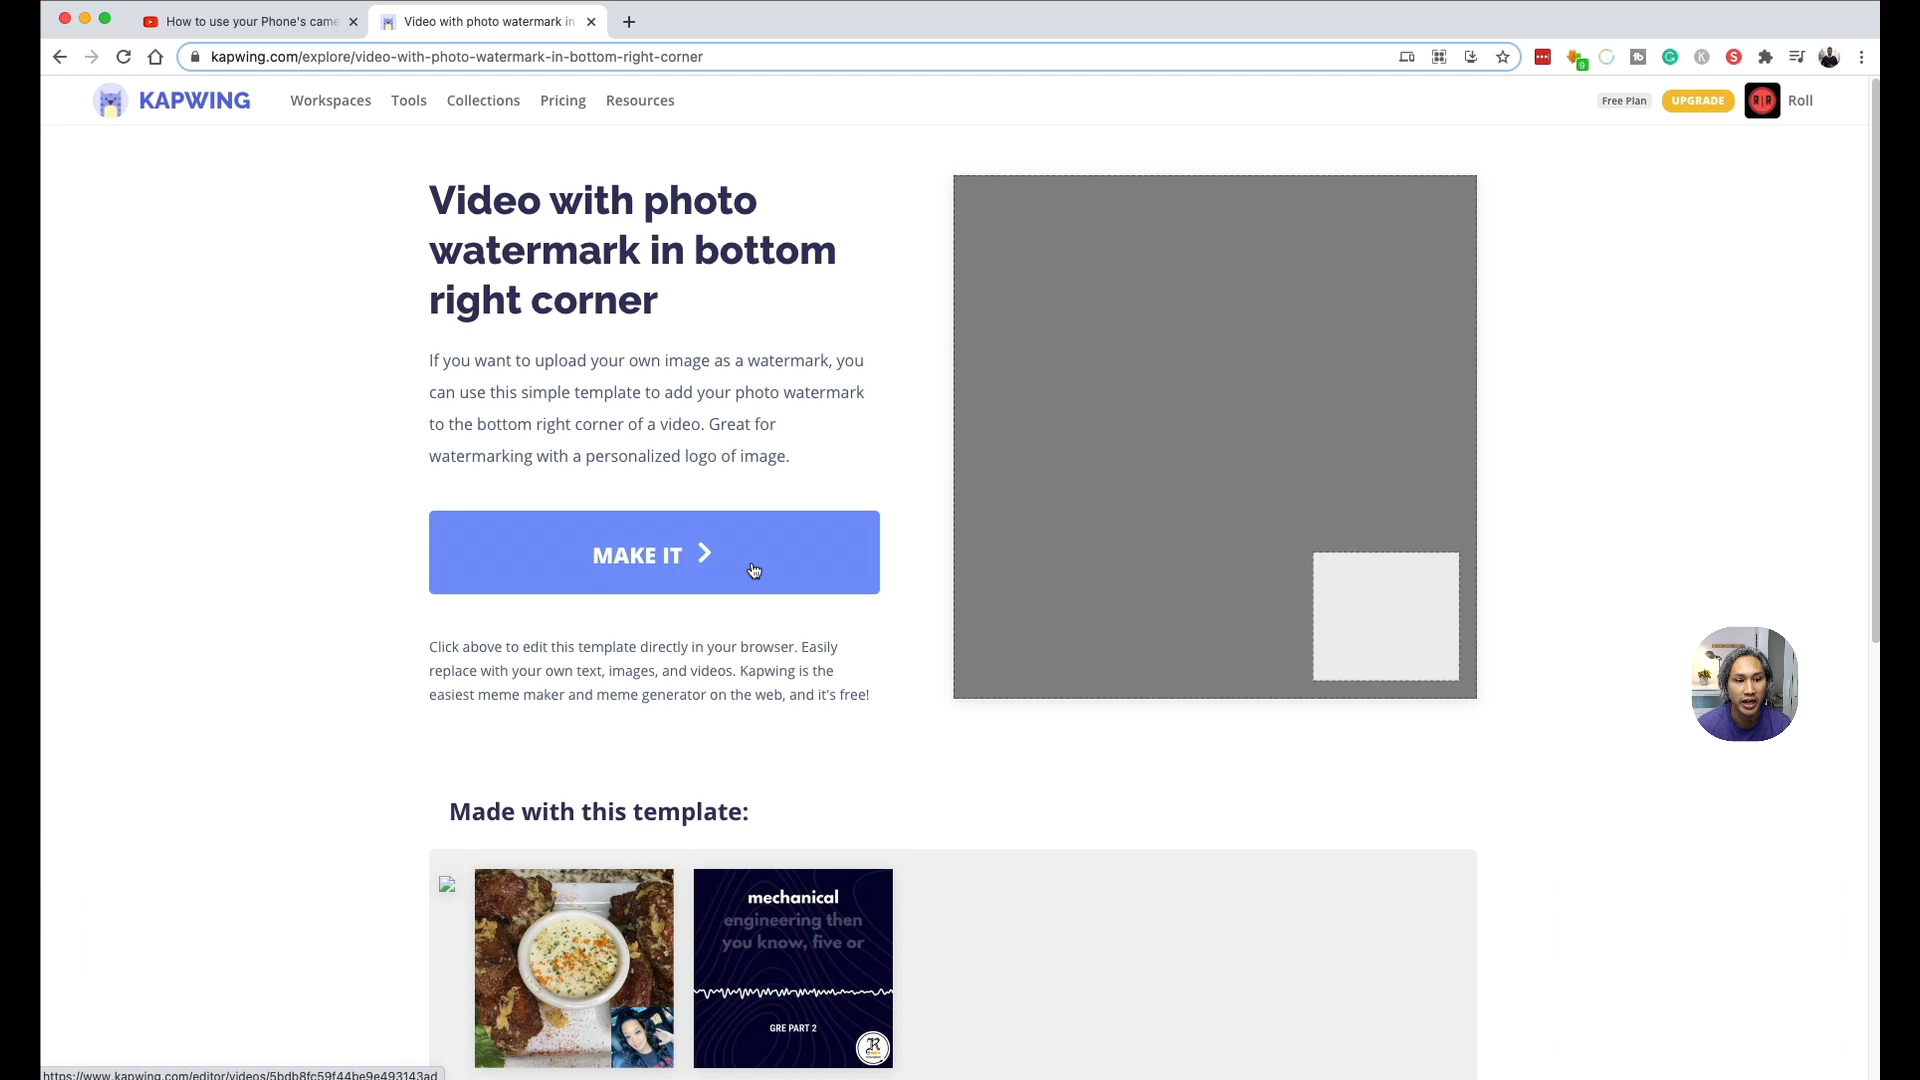 How to use your Phone's came
Video with photo watermark in
kapwing.com/explore/video-with-photo-watermark-in-bottom-right-corner
9
KAPWING
Workspaces
Tools
Collections
Pricing
Resources
Free Plan
UPGRADE
R|R
Roll
Video with photo
watermark in bottom
right corner
If you want to upload your own image as a watermark, you
can use this simple template to add your photo watermark
to the bottom right corner of a video. Great for
watermarking with a personalized logo of image.
MAKE IT
Click above to edit this template directly in your browser. Easily
replace with your own text, images, and videos. Kapwing is the
easiest meme maker and meme generator on the web, and it's free!
Made with this template:
mechanical
engineering then
you know, five or
GRE PART 2
https://www.kapwing.com/editor/videos/5bdb8fc59f44be9e493143ad